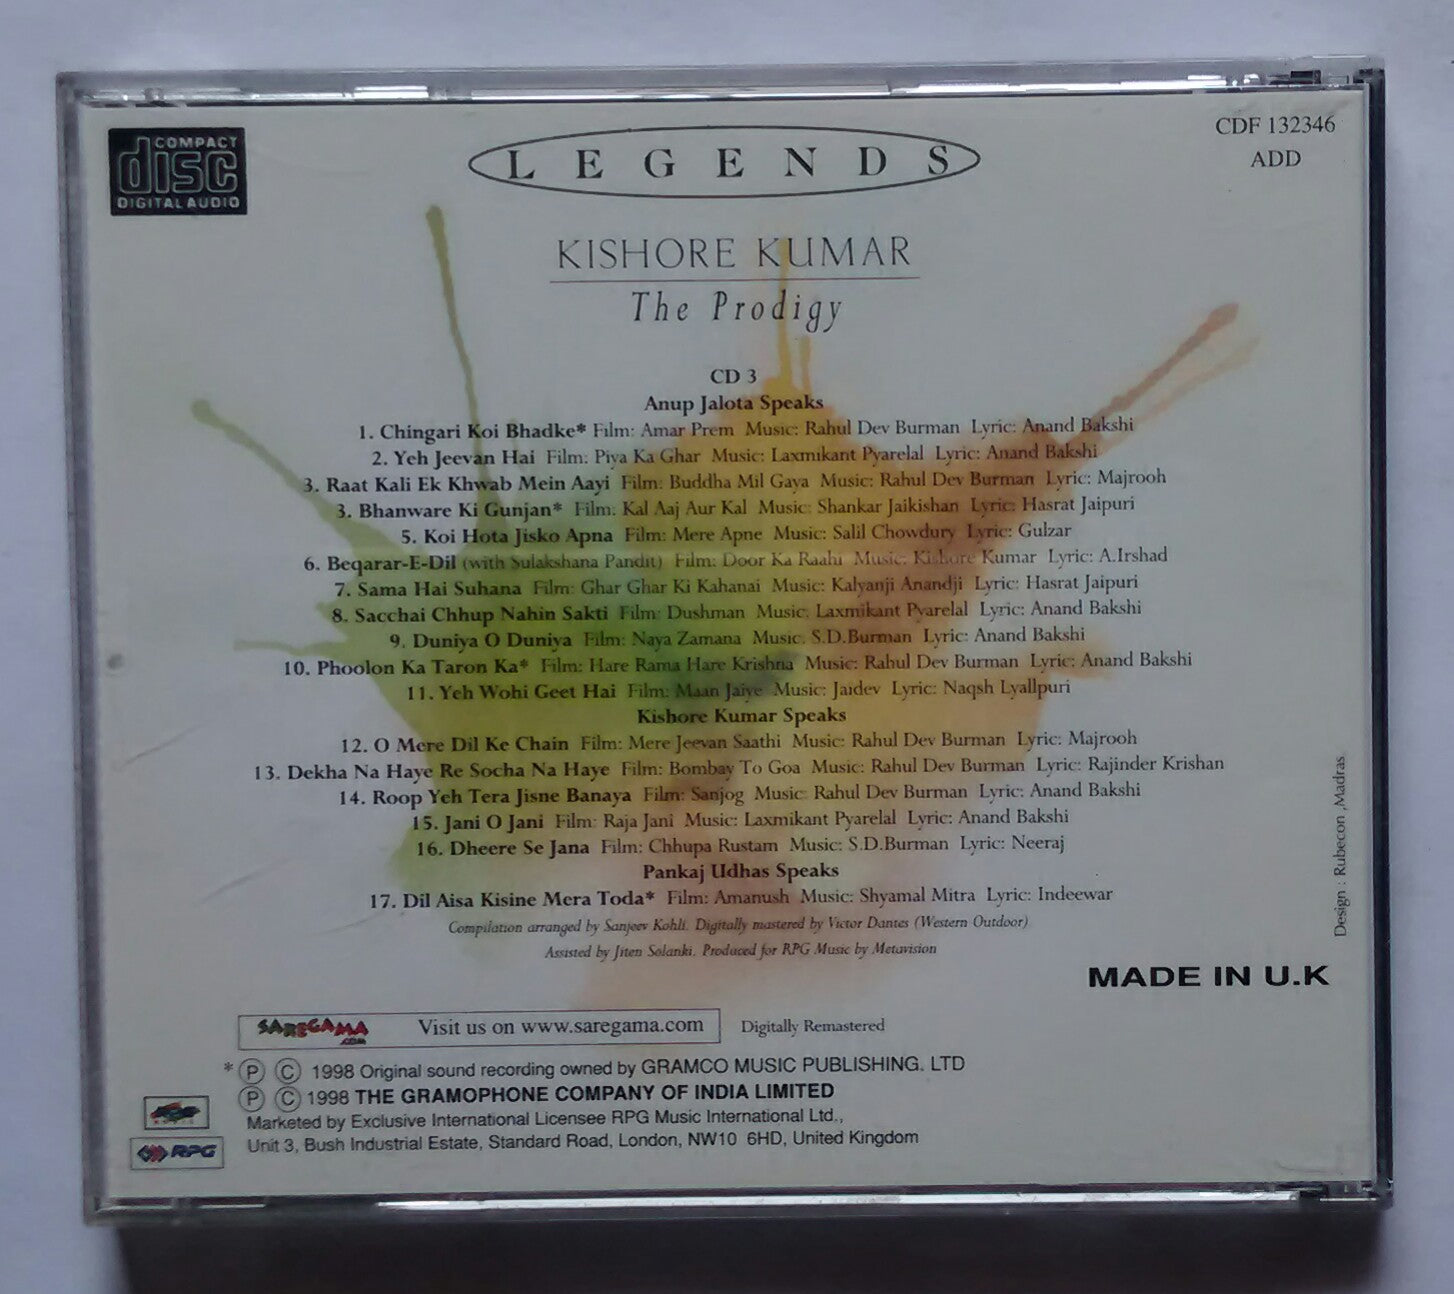 COMPACT
disc
DIGITAL AUDIO
LEGENDS
CDF 132346
ADD
KISHORE KUMAR
The Prodigy
CD 3
Anup Jalota Speaks
1. Chingari Koi Bhadke* Film: Amar Prem Music: Rahul Dev Burman Lyric: Anand Bakshi
2. Yeh Jeevan Hai Film: Piya Ka Ghar Music: Laxmikant Pyarelal Lyric: Anand Bakshi
3. Raat Kali Ek Khwab Mein Aayi Film: Buddha Mil Gaya Music: Rahul Dev Burman Lyric: Majrooh
3. Bhanware Ki Gunjan* Film: Kal Aaj Aur Kal Music: Shankar Jaikishan Lyric: Hasrat Jaipuri
5. Koi Hota Jisko Apna Film: Mere Apne Music: Salil Chowdury Lyric: Gulzar
6. Beqarar-E-Dil (with Sulakshana Pandit) Film: Door Ka Raahi Music: Kishore Kumar Lyric: A.Irshad
7. Sama Hai Suhana Film: Ghar Ghar Ki Kahanai Music: Kalyanji Anandji Lyric: Hasrat Jaipuri
8. Sacchai Chhup Nahin Sakti Film: Dushman Music: Laxmikant Pyarelal Lyric: Anand Bakshi
9. Duniya O Duniya Film: Naya Zamana Music: S.D.Burman Lyric: Anand Bakshi
10. Phoolon Ka Taron Ka* Film: Hare Rama Hare Krishna Music: Rahul Dev Burman Lyric: Anand Bakshi
11. Yeh Wohi Geet Hai Film: Maan Jaiye Music: Jaidev Lyric: Naqsh Lyallpuri
Kishore Kumar Speaks
12. O Mere Dil Ke Chain Film: Mere Jeevan Saathi Music: Rahul Dev Burman Lyric: Majrooh
13. Dekha Na Haye Re Socha Na Haye Film: Bombay To Goa Music: Rahul Dev Burman Lyric: Rajinder Krishan
14. Roop Yeh Tera Jisne Banaya Film: Sanjog Music: Rahul Dev Burman Lyric: Anand Bakshi
15. Jani O Jani Film: Raja Jani Music: Laxmikant Pyarelal Lyric: Anand Bakshi
16. Dheere Se Jana Film: Chhupa Rustam Music: S.D.Burman Lyric: Neeraj
Pankaj Udhas Speaks
17. Dil Aisa Kisine Mera Toda* Film: Amanush Music: Shyamal Mitra Lyric: Indeewar
Compilation arranged by Sanjeev Kohli. Digitally mastered by Victor Dantes (Western Outdoor)
Assisted by Jiten Solanki. Produced for RPG Music by Metavision
Design : Rubecon ,Madras
MADE IN U.K
SAREGAMA.COM Visit us on www.saregama.com Digitally Remastered
* Ⓟ Ⓒ 1998 Original sound recording owned by GRAMCO MUSIC PUBLISHING. LTD
Ⓟ Ⓒ 1998 THE GRAMOPHONE COMPANY OF INDIA LIMITED
Marketed by Exclusive International Licensee RPG Music International Ltd.,
Unit 3, Bush Industrial Estate, Standard Road, London, NW10 6HD, United Kingdom
RPG